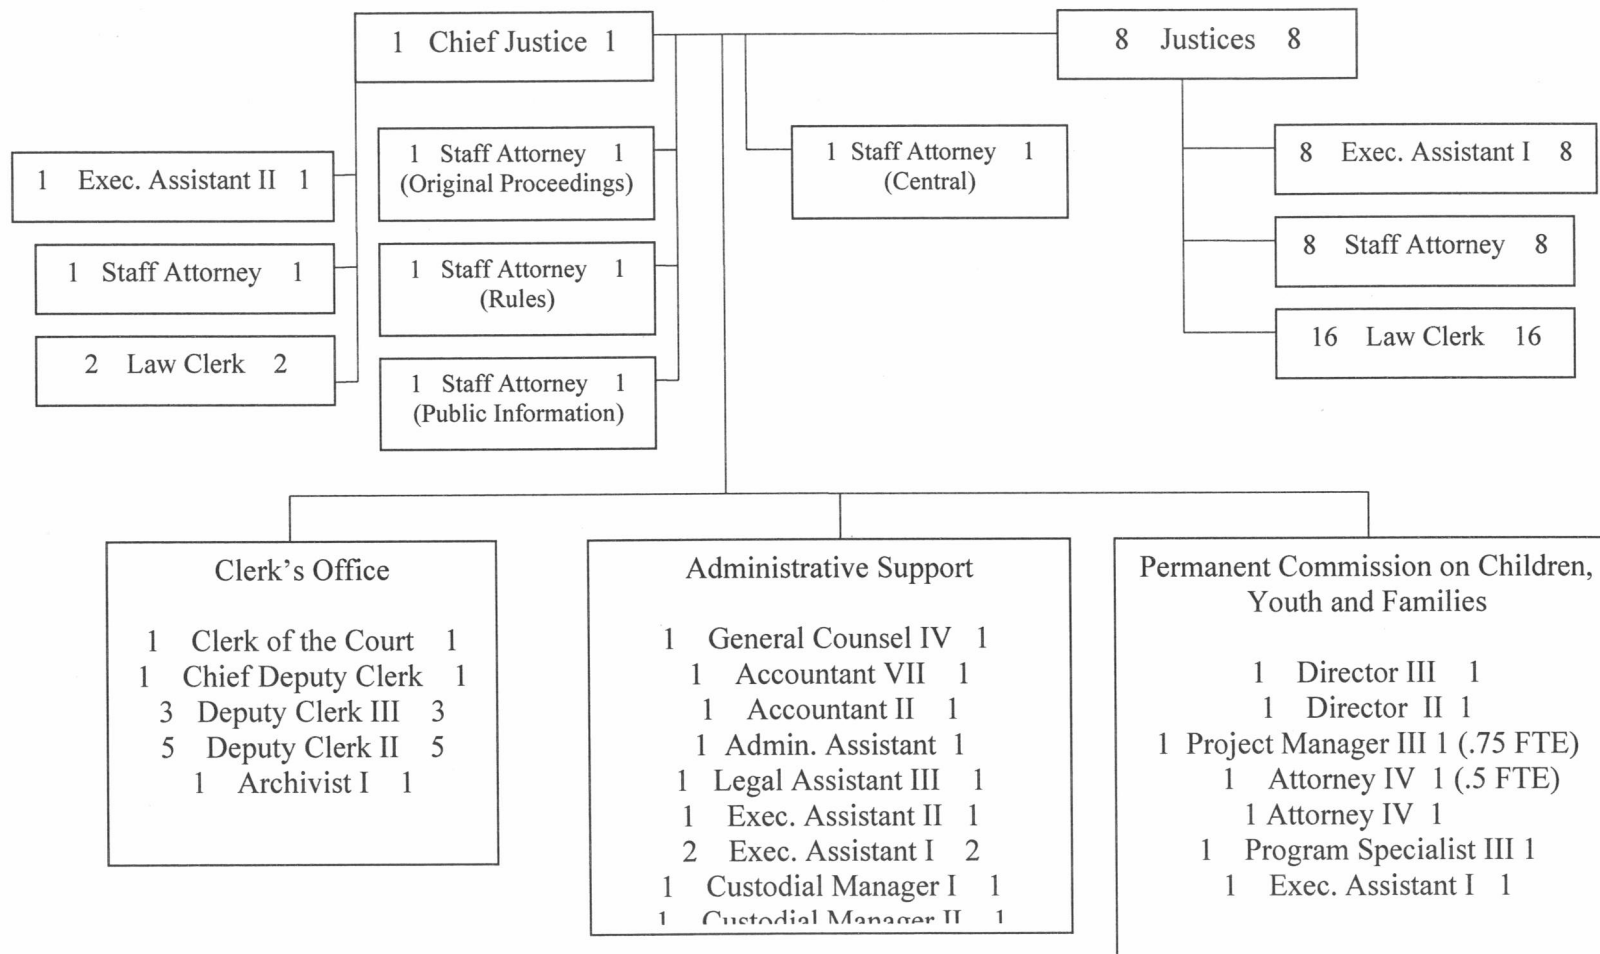 1 Chief Justice 1
8 Justices 8
1 Exec. Assistant II 1
1 Staff Attorney 1
2 Law Clerk 2
1 Staff Attorney 1
(Original Proceedings)
1 Staff Attorney 1
(Rules)
1 Staff Attorney 1
(Public Information)
1 Staff Attorney 1
(Central)
8 Exec. Assistant I 8
8 Staff Attorney 8
16 Law Clerk 16
Clerk's Office
1 Clerk of the Court 1
1 Chief Deputy Clerk 1
3 Deputy Clerk III 3
5 Deputy Clerk II 5
1 Archivist I 1
Administrative Support
1 General Counsel IV 1
1 Accountant VII 1
1 Accountant II 1
1 Admin. Assistant 1
1 Legal Assistant III 1
1 Exec. Assistant II 1
2 Exec. Assistant I 2
1 Custodial Manager I 1
1 Custodial Manager II 1
Permanent Commission on Children,
Youth and Families
1 Director III 1
1 Director II 1
1 Project Manager III 1 (.75 FTE)
1 Attorney IV 1 (.5 FTE)
1 Attorney IV 1
1 Program Specialist III 1
1 Exec. Assistant I 1